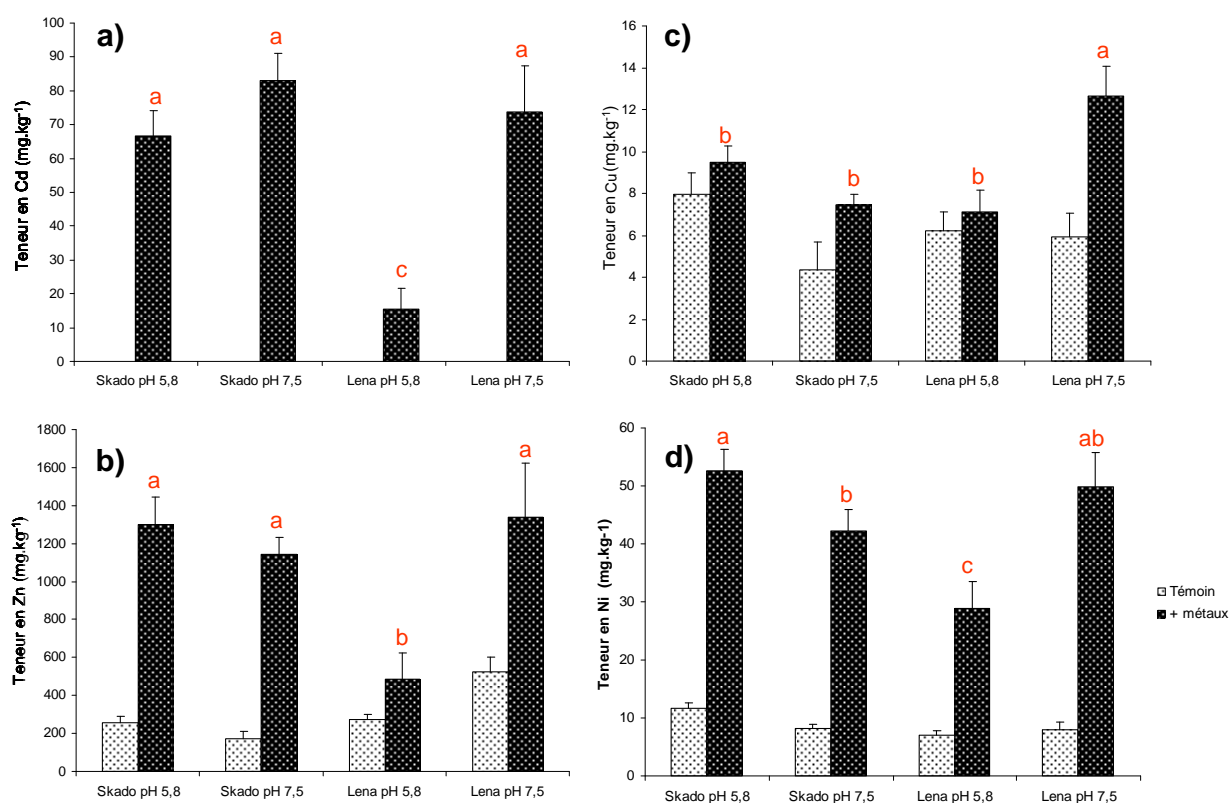 a)
Teneur en Cd (mg.kg-1)
100
90
80
70
60
50
40
30
20
10
0
a
a
c
a
Skado pH 5,8
Skado pH 7,5
Lena pH 5,8
Lena pH 7,5
c)
Teneur en Cu (mg.kg-1)
16
14
12
10
8
6
4
2
0
b
b
b
a
Skado pH 5,8
Skado pH 7,5
Lena pH 5,8
Lena pH 7,5
b)
Teneur en Zn (mg.kg-1)
1800
1600
1400
1200
1000
800
600
400
200
0
a
a
b
a
Skado pH 5,8
Skado pH 7,5
Lena pH 5,8
Lena pH 7,5
d)
Teneur en Ni (mg.kg-1)
60
50
40
30
20
10
0
a
b
c
ab
Skado pH 5,8
Skado pH 7,5
Lena pH 5,8
Lena pH 7,5
Témoin
+ métaux